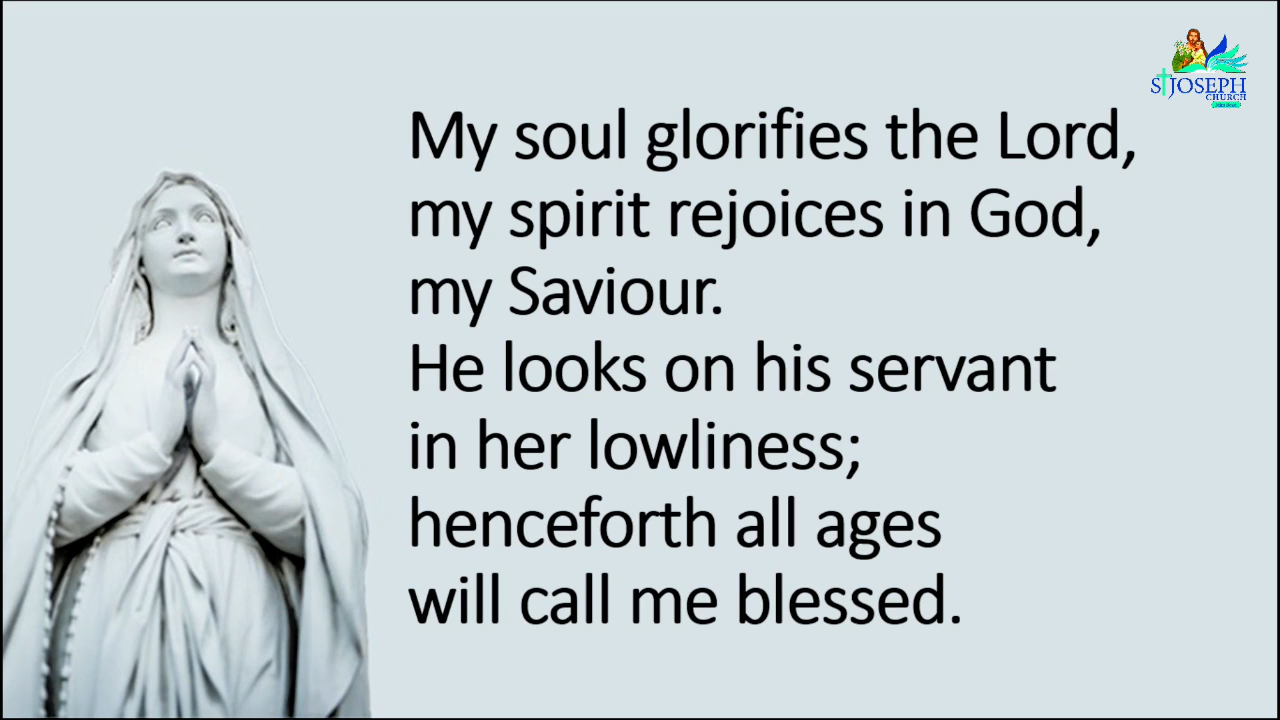 ST JOSEPH
CHURCH
My soul glorifies the Lord,
my spirit rejoices in God,
my Saviour.
He looks on his servant
in her lowliness;
henceforth all ages
will call me blessed.